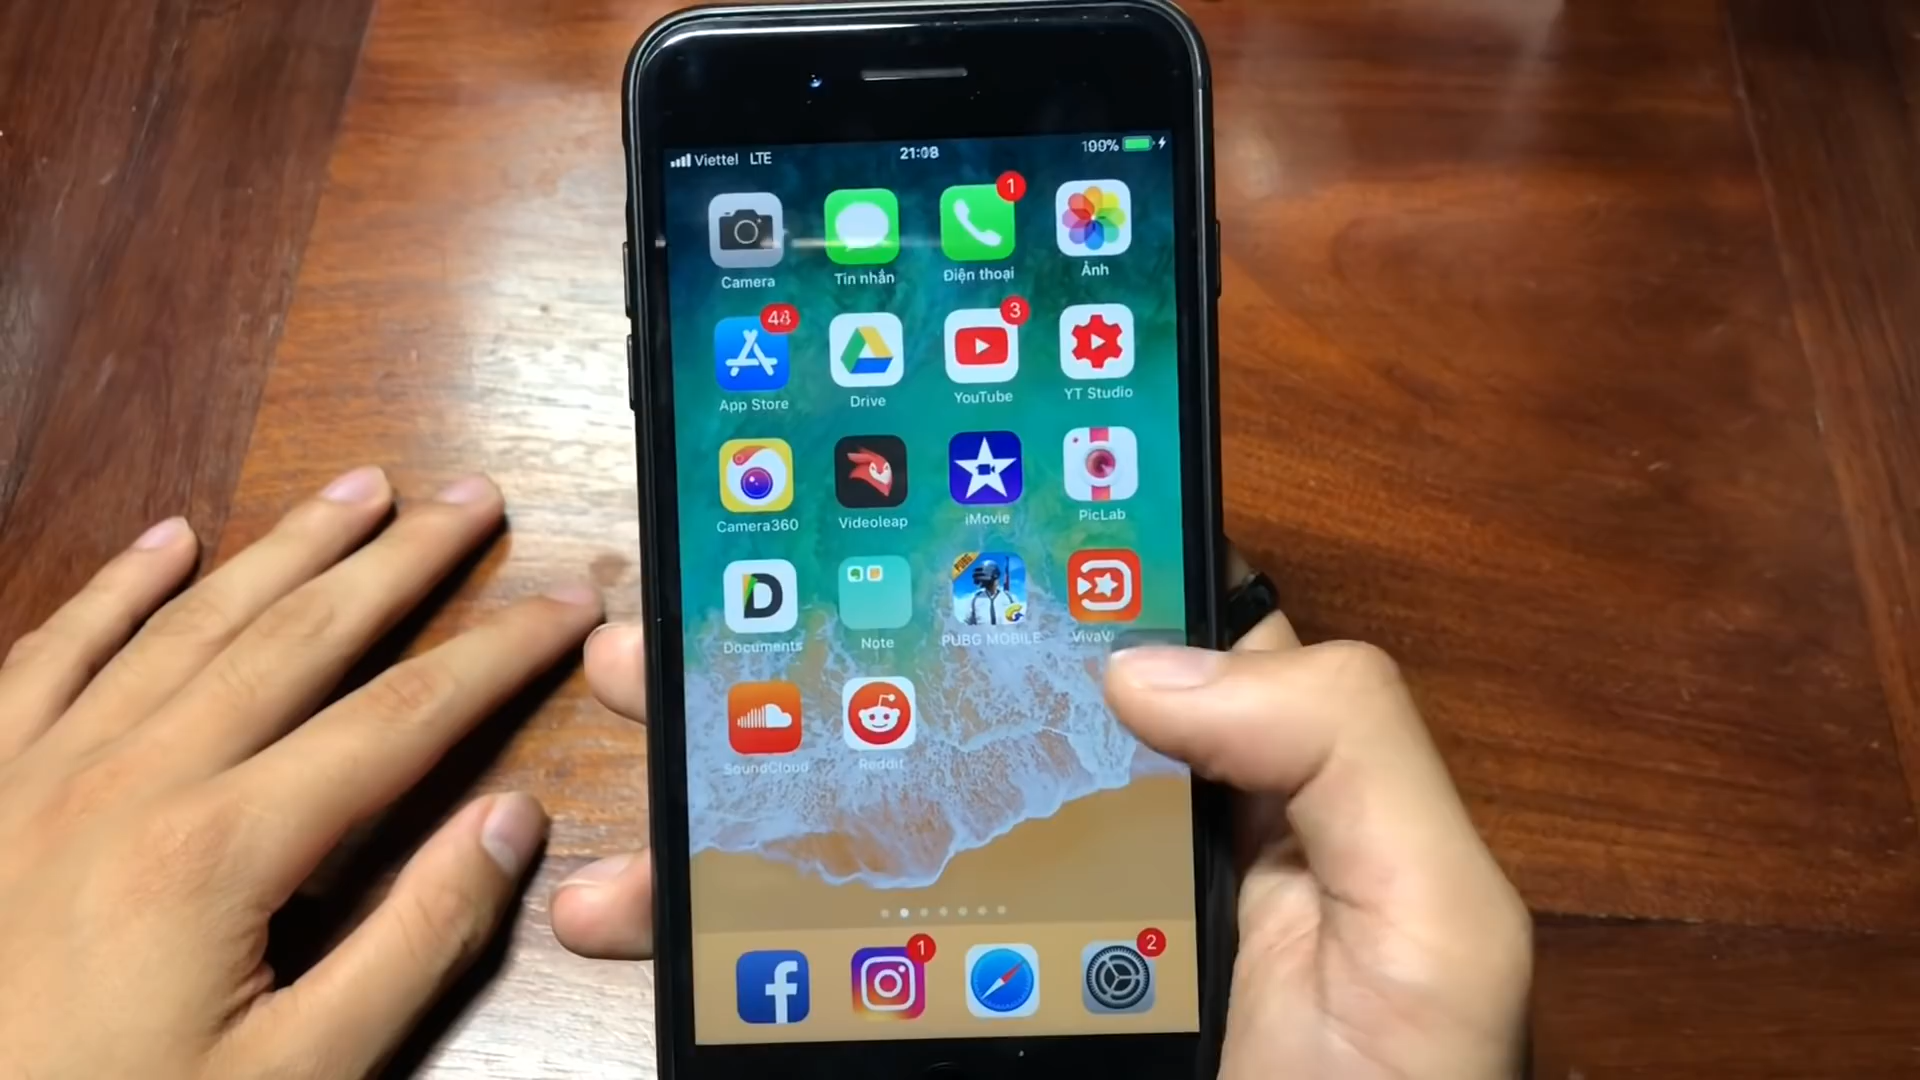 Viettel LTE 21:08 100%
1
Camera Tin nhắn Điện thoại Ảnh
48 3
App Store Drive YouTube YT Studio
Camera360 Videoleap iMovie PicLab
PUBG
D
Documents Note PUBG MOBILE
SoundCloud Reddit
1 2
f